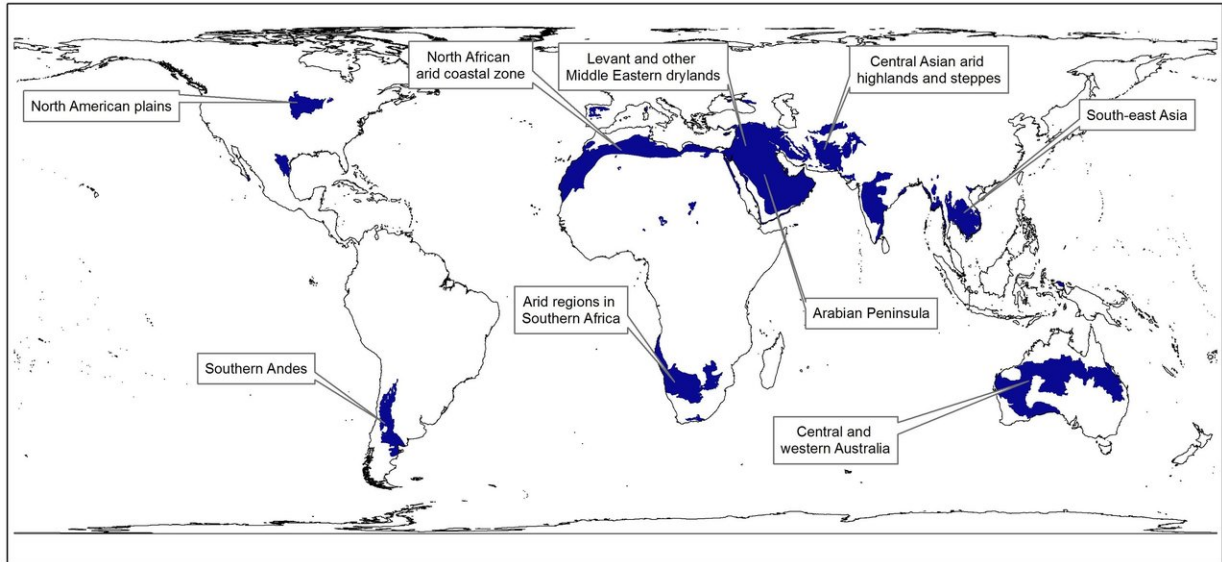 North African
arid coastal zone
Levant and other
Middle Eastern drylands
Central Asian arid
highlands and steppes
North American plains
South-east Asia
Arid regions in
Southern Africa
Arabian Peninsula
Southern Andes
Central and
western Australia